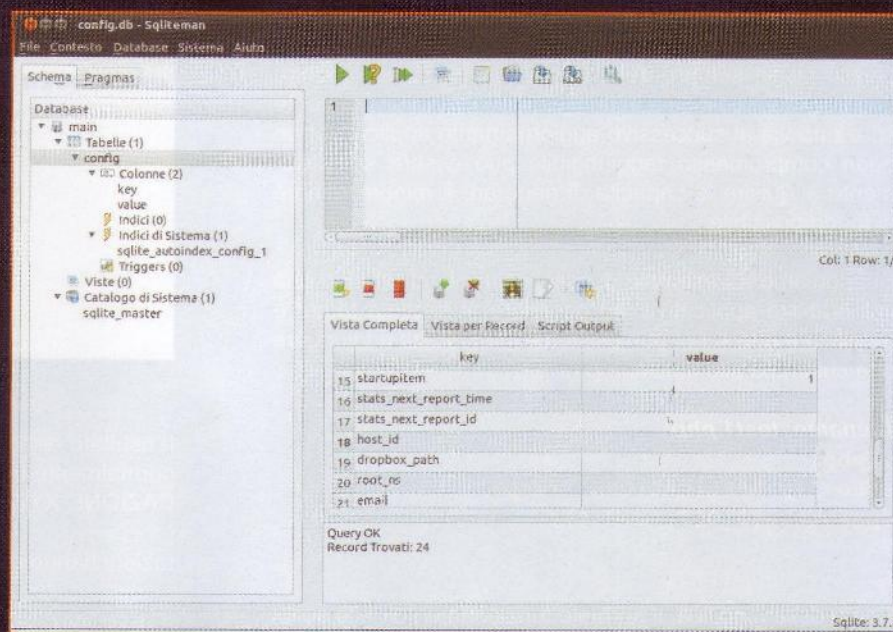 config.db - Sqliteman
File Contesto Database Sistema Aiuto
Schema Pragmas
Database
main
Tabelle (1)
config
Colonne (2)
key
value
Indici (0)
Indici di Sistema (1)
sqlite_autoindex_config_1
Triggers (0)
Viste (0)
Catalogo di Sistema (1)
sqlite_master
1
Col: 1 Row: 1/
Vista Completa Vista per Record Script Output
key value
15 startupitem 1
16 stats_next_report_time
17 stats_next_report_id
18 host_id
19 dropbox_path
20 root_ns
21 email
Query OK
Record Trovati: 24
Sqlite: 3.7.